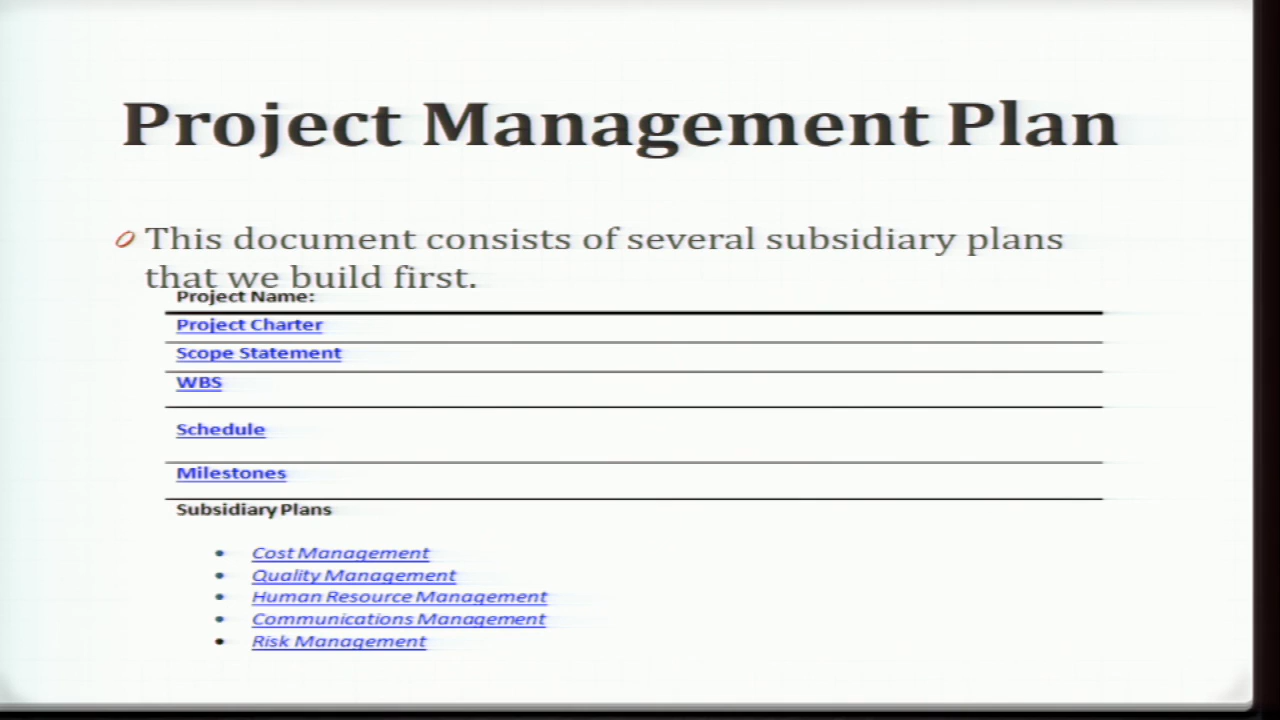 Project Management Plan
This document consists of several subsidiary plans
that we build first.
Project Name:
Project Charter
Scope Statement
WBS
Schedule
Milestones
Subsidiary Plans
• Cost Management
• Quality Management
• Human Resource Management
• Communications Management
• Risk Management